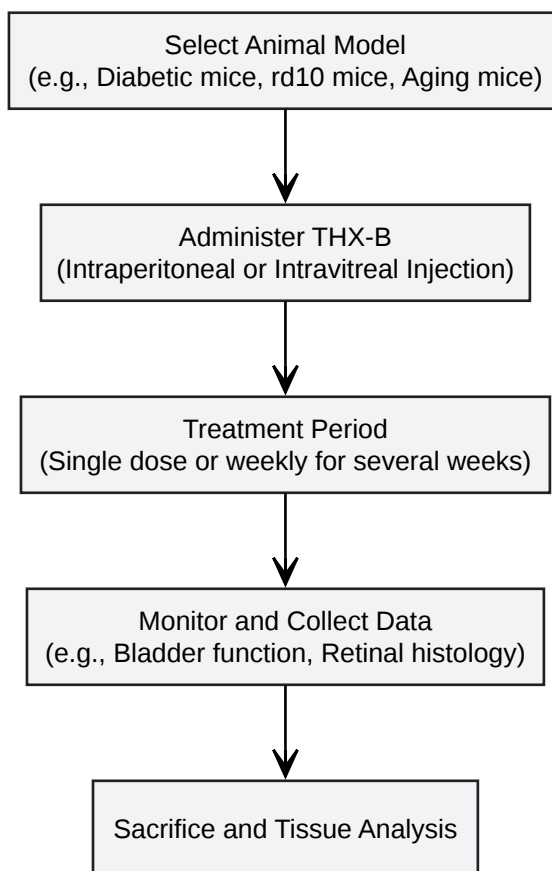 Select Animal Model
(e.g., Diabetic mice, rd10 mice, Aging mice)
Administer THX-B
(Intraperitoneal or Intravitreal Injection)
Treatment Period
(Single dose or weekly for several weeks)
Monitor and Collect Data
(e.g., Bladder function, Retinal histology)
Sacrifice and Tissue Analysis